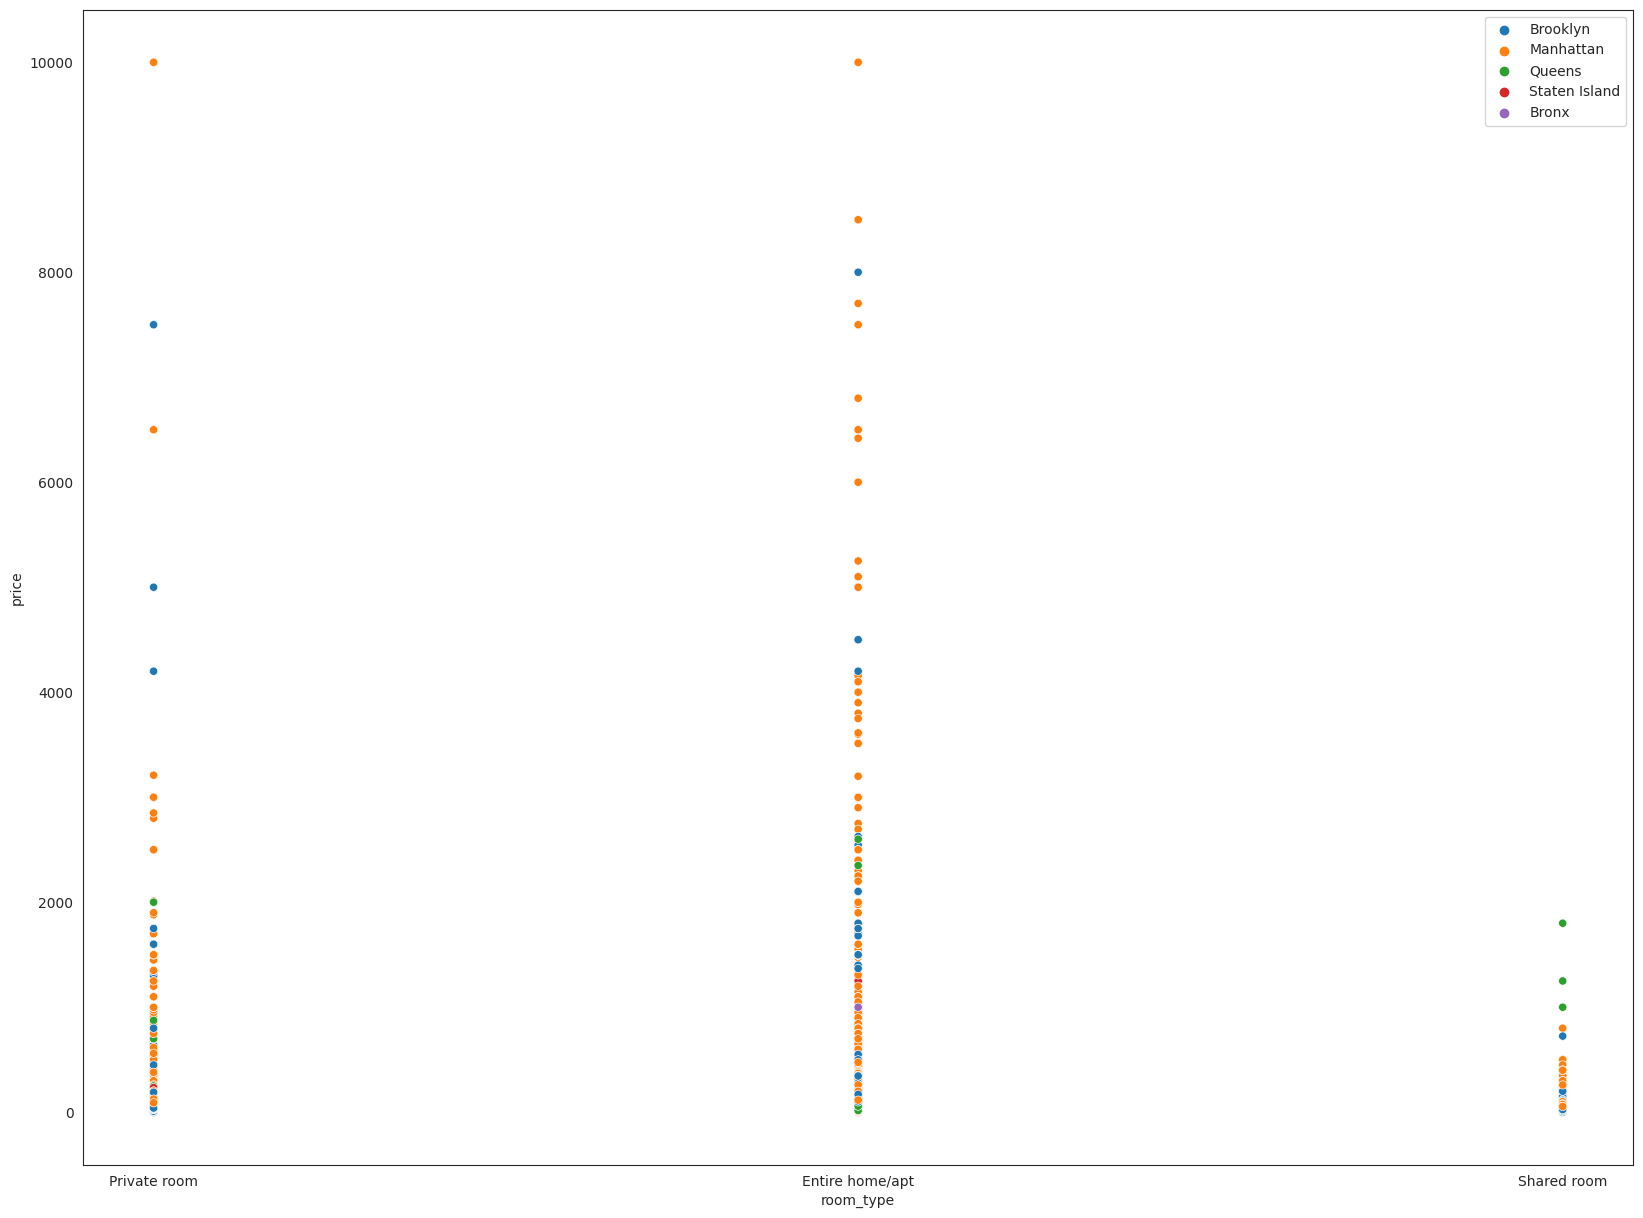 Brooklyn
Manhattan
Queens
Staten Island
Bronx
10000
8000
6000
4000
2000
0
price
Private room
Entire home/apt
Shared room
room_type